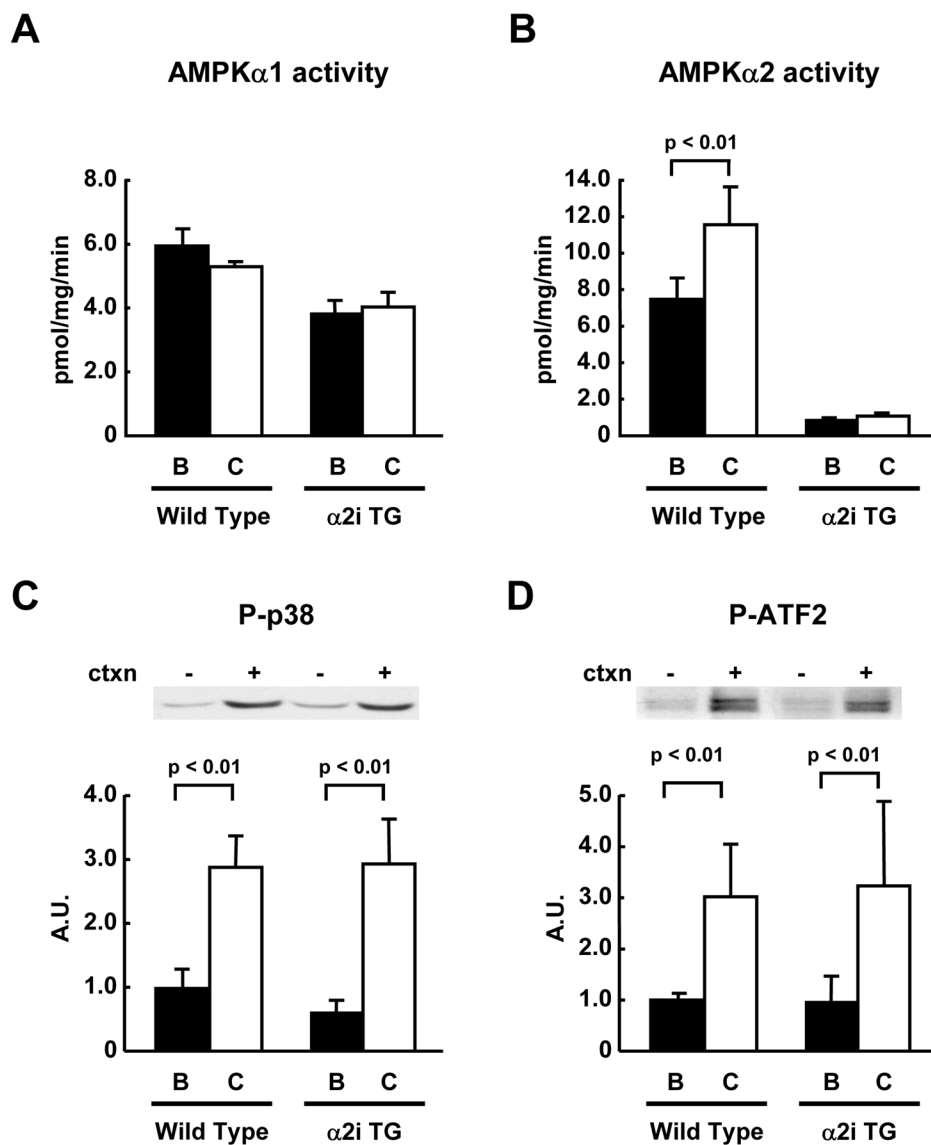 A
AMPKα1 activity
pmol/mg/min
8.0
6.0
4.0
2.0
0
B C B C
Wild Type α2i TG
B
AMPKα2 activity
p < 0.01
pmol/mg/min
14.0
12.0
10.0
8.0
6.0
4.0
2.0
0
B C B C
Wild Type α2i TG
C
P-p38
ctxn - + - +
p < 0.01 p < 0.01
A.U.
4.0
3.0
2.0
1.0
0
B C B C
Wild Type α2i TG
D
P-ATF2
ctxn - + - +
p < 0.01 p < 0.01
A.U.
5.0
4.0
3.0
2.0
1.0
0
B C B C
Wild Type α2i TG